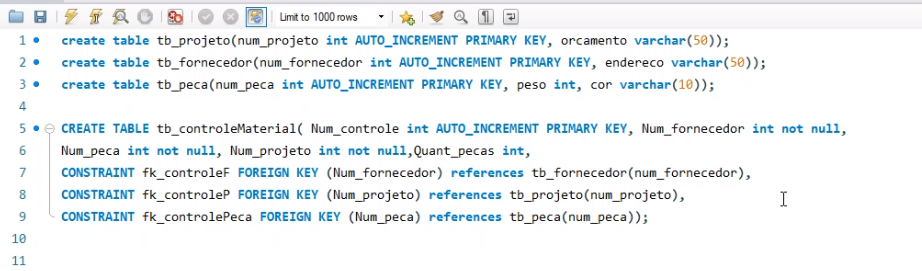 Limit to 1000 rows
1 create table tb_projeto(num_projeto int AUTO_INCREMENT PRIMARY KEY, orcamento varchar(50));
2 create table tb_fornecedor(num_fornecedor int AUTO_INCREMENT PRIMARY KEY, endereco varchar(50));
3 create table tb_peca(num_peca int AUTO_INCREMENT PRIMARY KEY, peso int, cor varchar(10));
4
5 CREATE TABLE tb_controleMaterial( Num_controle int AUTO_INCREMENT PRIMARY KEY, Num_fornecedor int not null,
6 Num_peca int not null, Num_projeto int not null,Quant_pecas int,
7 CONSTRAINT fk_controleF FOREIGN KEY (Num_fornecedor) references tb_fornecedor(num_fornecedor),
8 CONSTRAINT fk_controleP FOREIGN KEY (Num_projeto) references tb_projeto(num_projeto),
9 CONSTRAINT fk_controlePeca FOREIGN KEY (Num_peca) references tb_peca(num_peca));
10
11